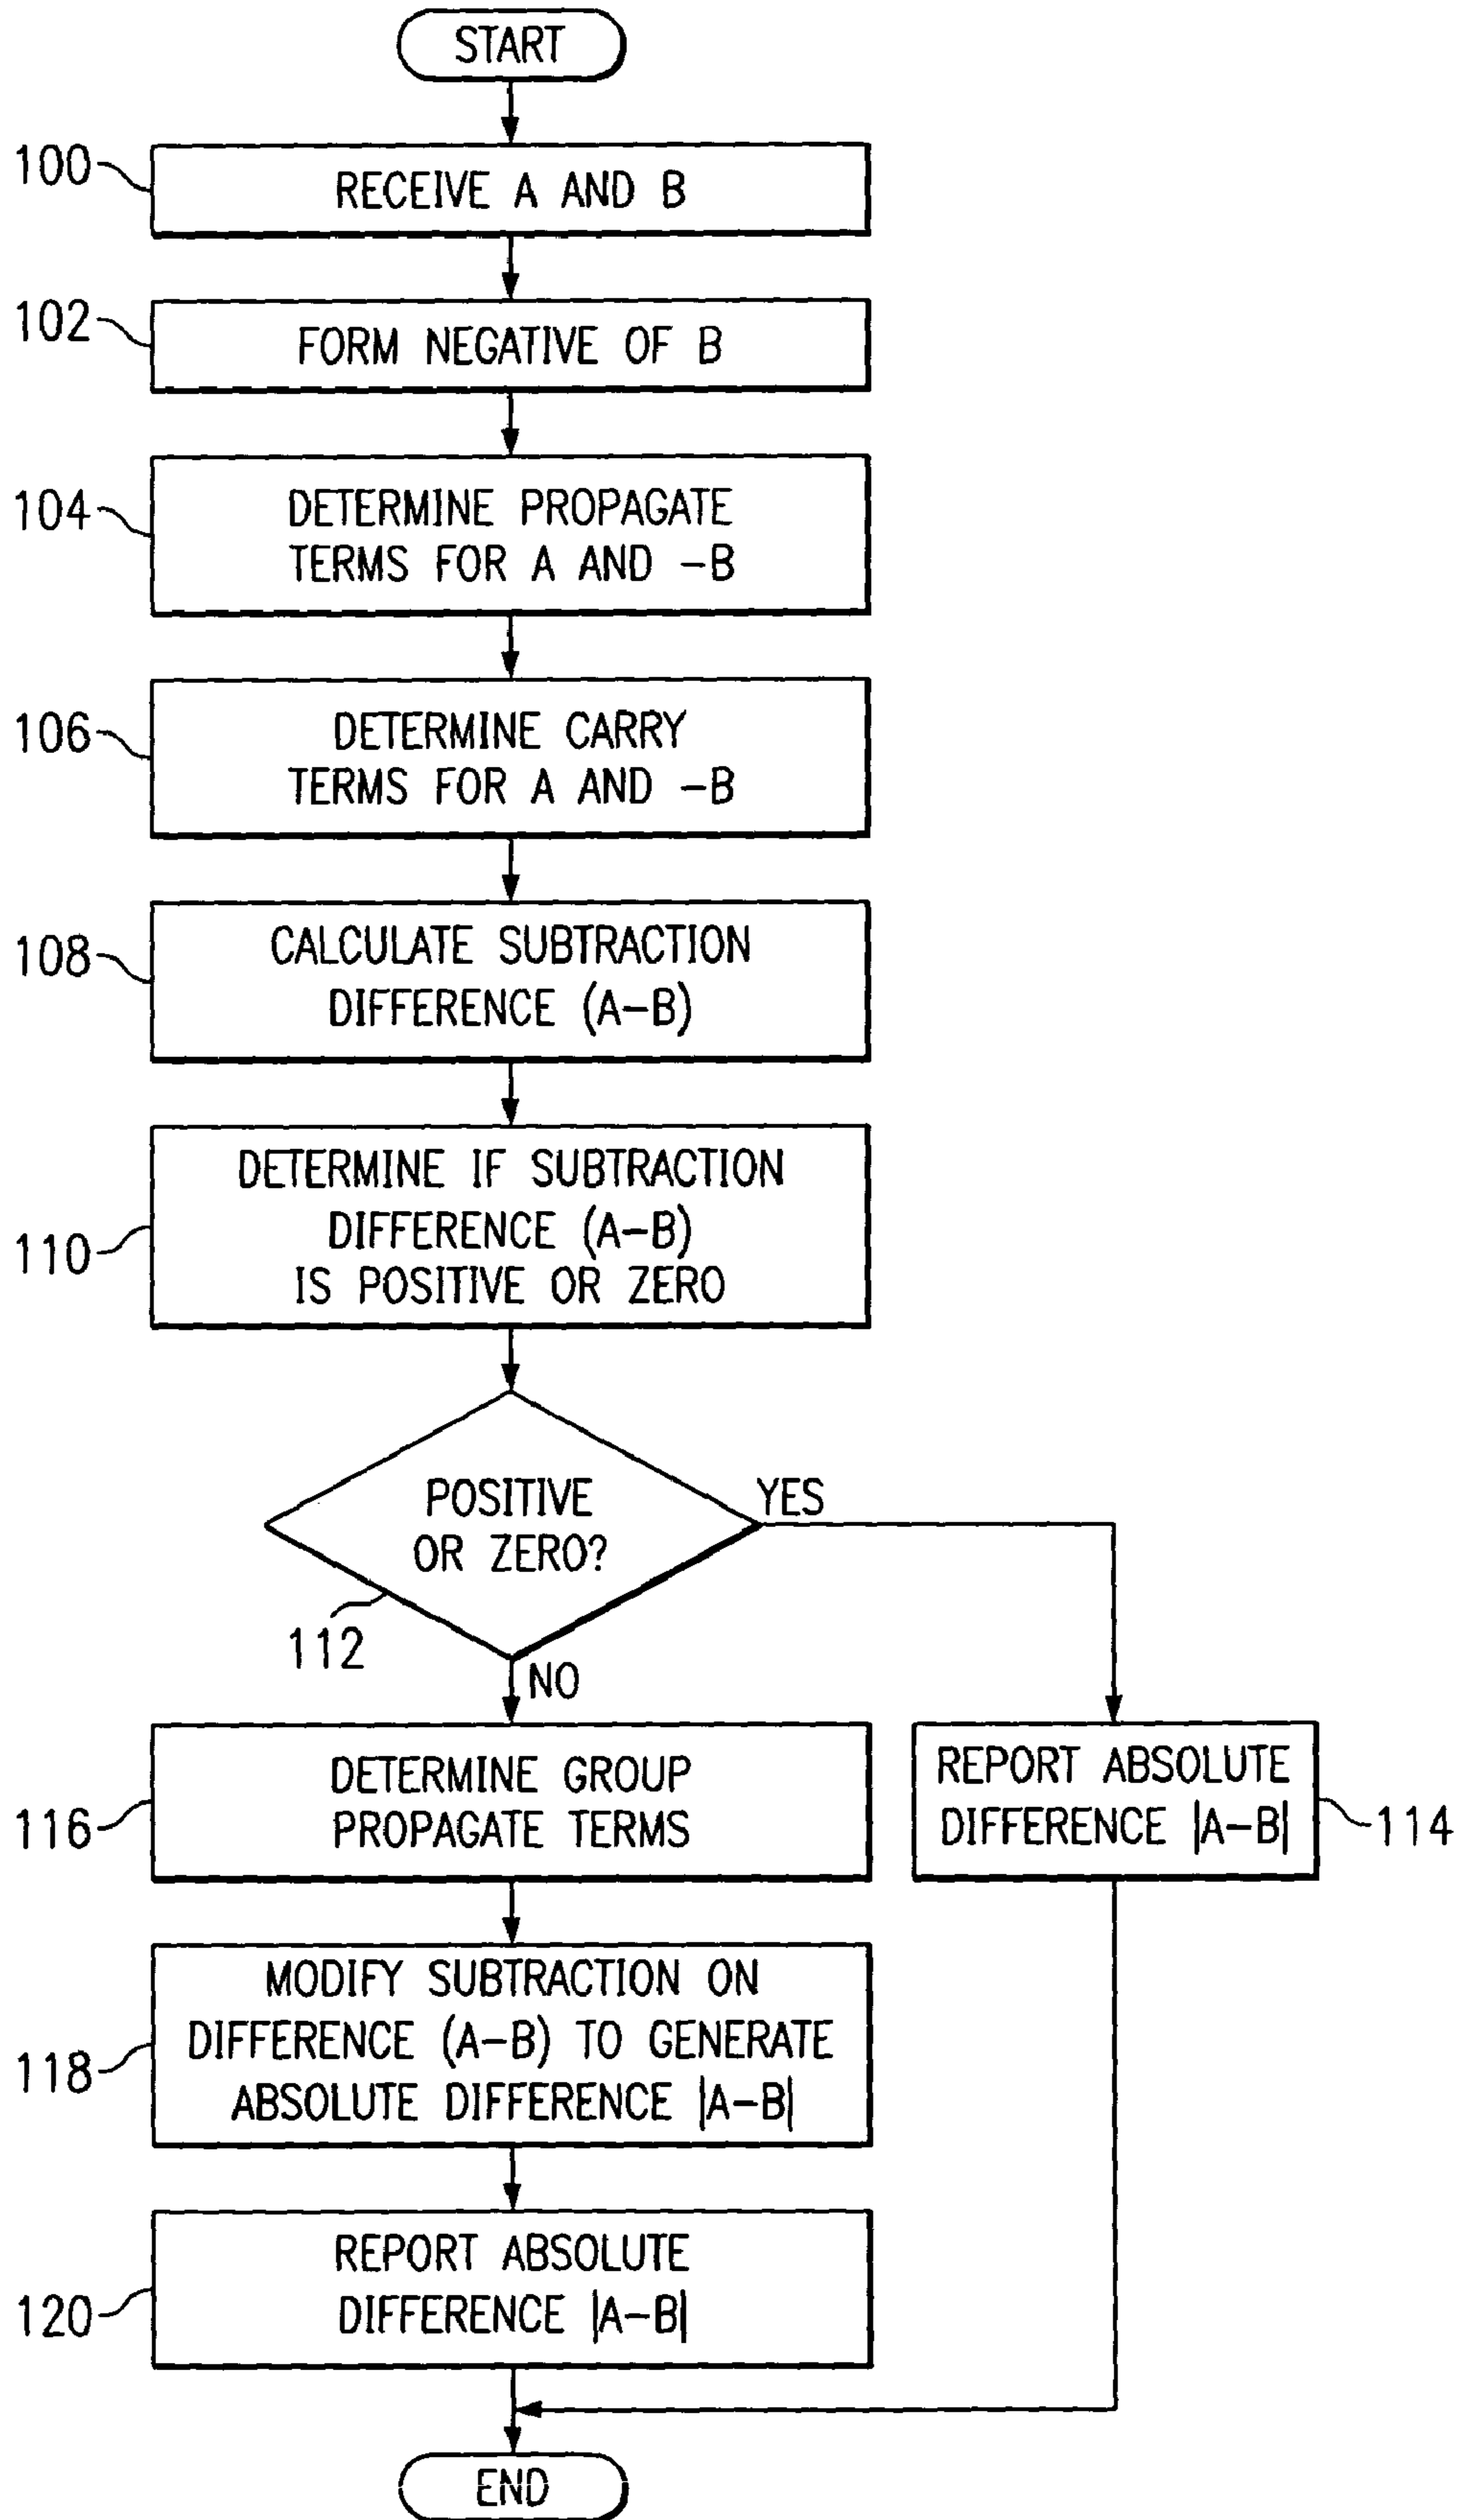 START
100
RECEIVE A AND B
102
FORM NEGATIVE OF B
104
DETERMINE PROPAGATE
TERMS FOR A AND -B
106
DETERMINE CARRY
TERMS FOR A AND -B
108
CALCULATE SUBTRACTION
DIFFERENCE (A-B)
110
DETERMINE IF SUBTRACTION
DIFFERENCE (A-B)
IS POSITIVE OR ZERO
POSITIVE
OR ZERO?
YES
112
NO
116
DETERMINE GROUP
PROPAGATE TERMS
REPORT ABSOLUTE
DIFFERENCE |A-B|
114
118
MODIFY SUBTRACTION ON
DIFFERENCE (A-B) TO GENERATE
ABSOLUTE DIFFERENCE |A-B|
120
REPORT ABSOLUTE
DIFFERENCE |A-B|
END